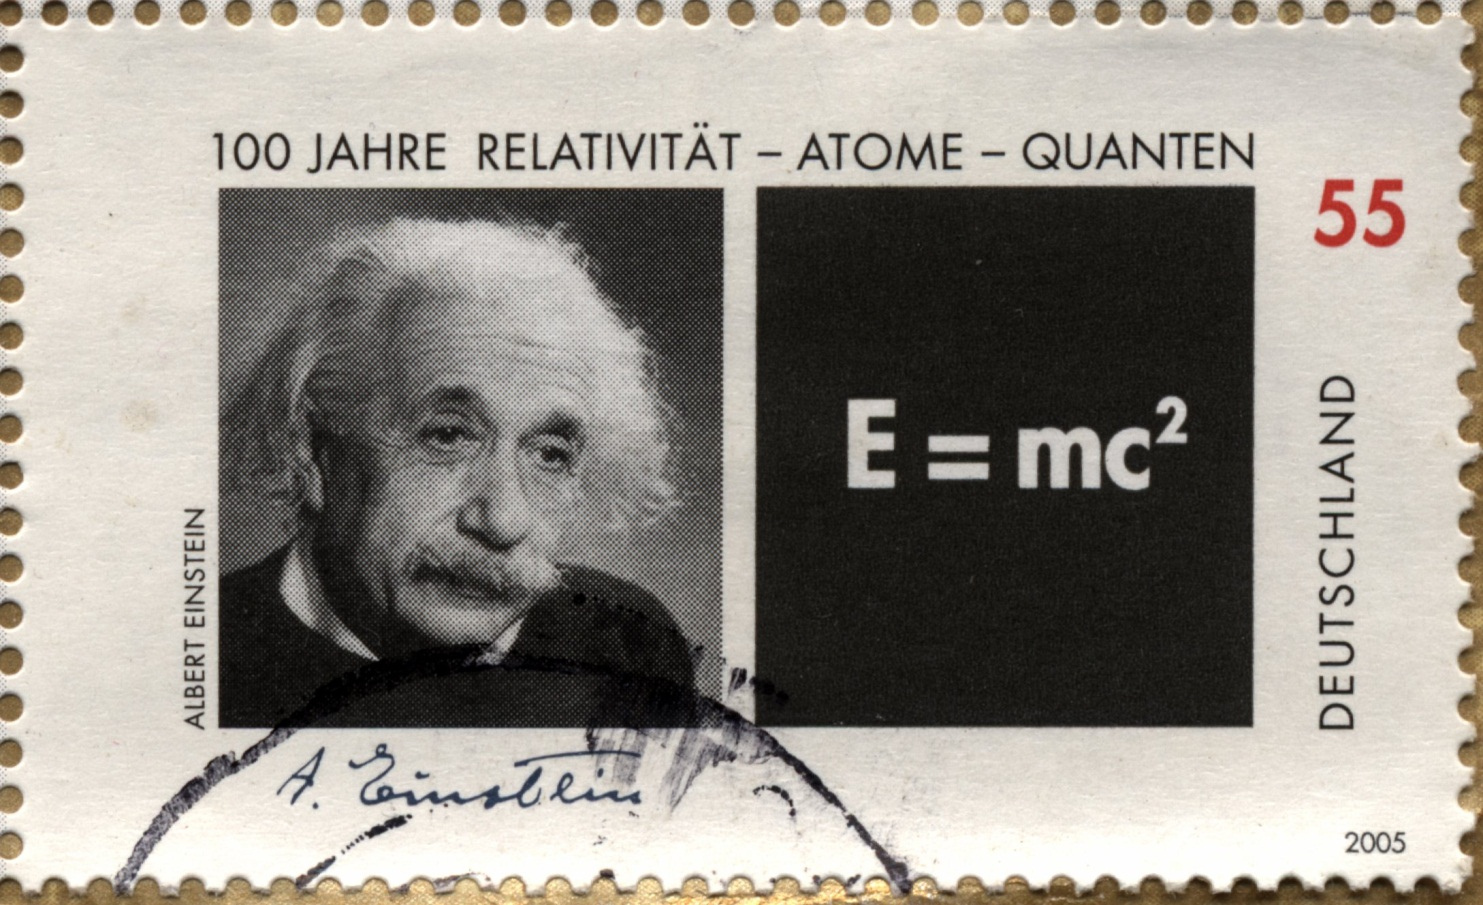 100 JAHRE RELATIVITÄT – ATOME – QUANTEN
55
ALBERT EINSTEIN
E = mc²
DEUTSCHLAND
A. Einstein
2005